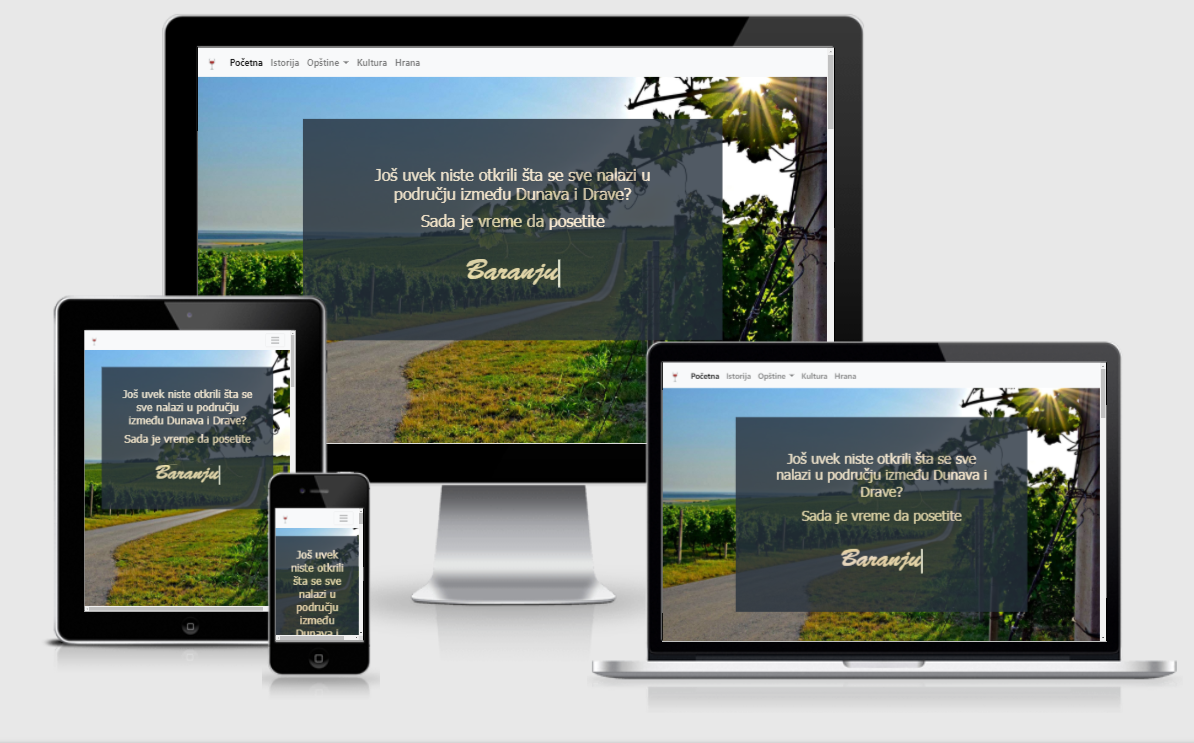 Početna Istorija Opštine Kultura Hrana
Još uvek niste otkrili šta se sve nalazi u
području između Dunava i Drave?
Sada je vreme da posetite
Baranju
Još uvek niste otkrili šta se
sve nalazi u području
između Dunava i Drave?
Sada je vreme da posetite
Baranju
Još uvek
niste otkrili
šta se sve
nalazi u
području
između
Dunava i
Početna Istorija Opštine Kultura Hrana
Još uvek niste otkrili šta se sve
nalazi u području između Dunava i
Drave?
Sada je vreme da posetite
Baranju